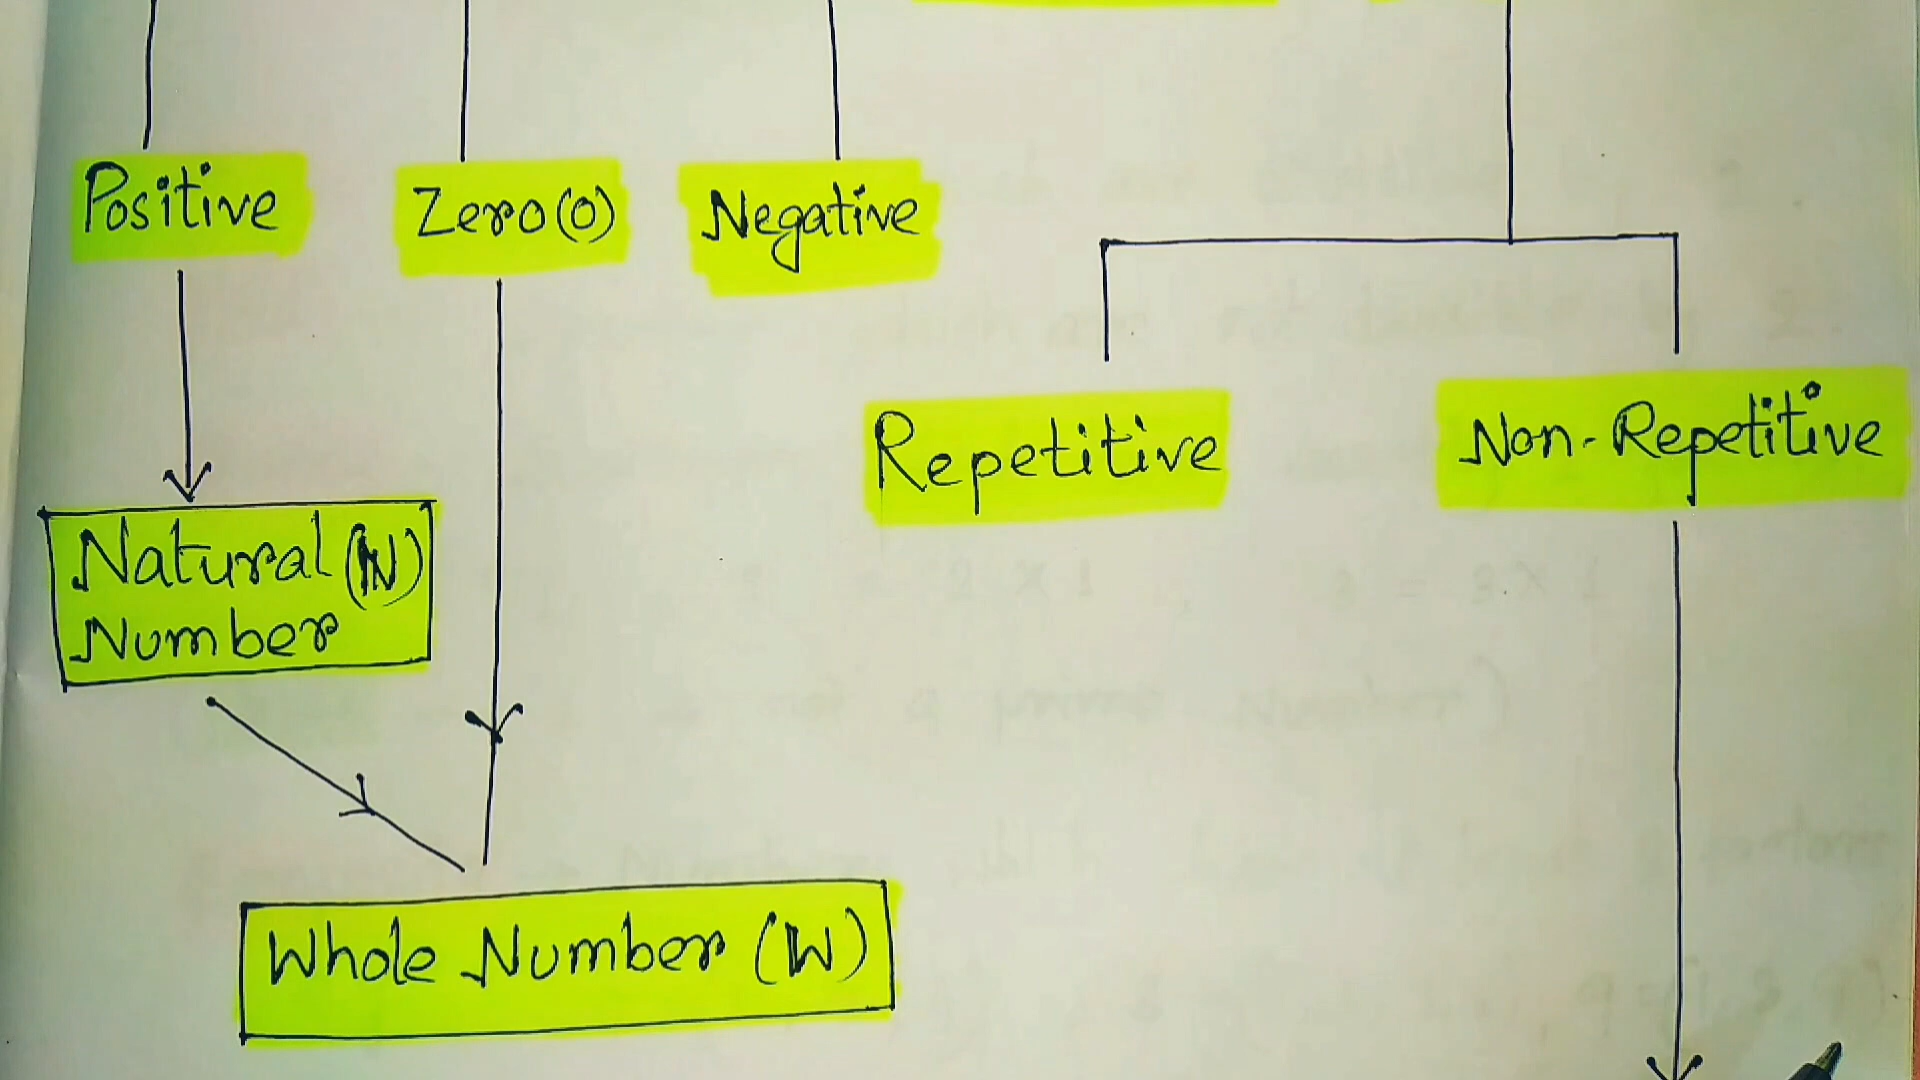 Positive
Zero(0)
Negative
Repetitive
Non-Repetitive
Natural (N)
Number
Whole Number (W)